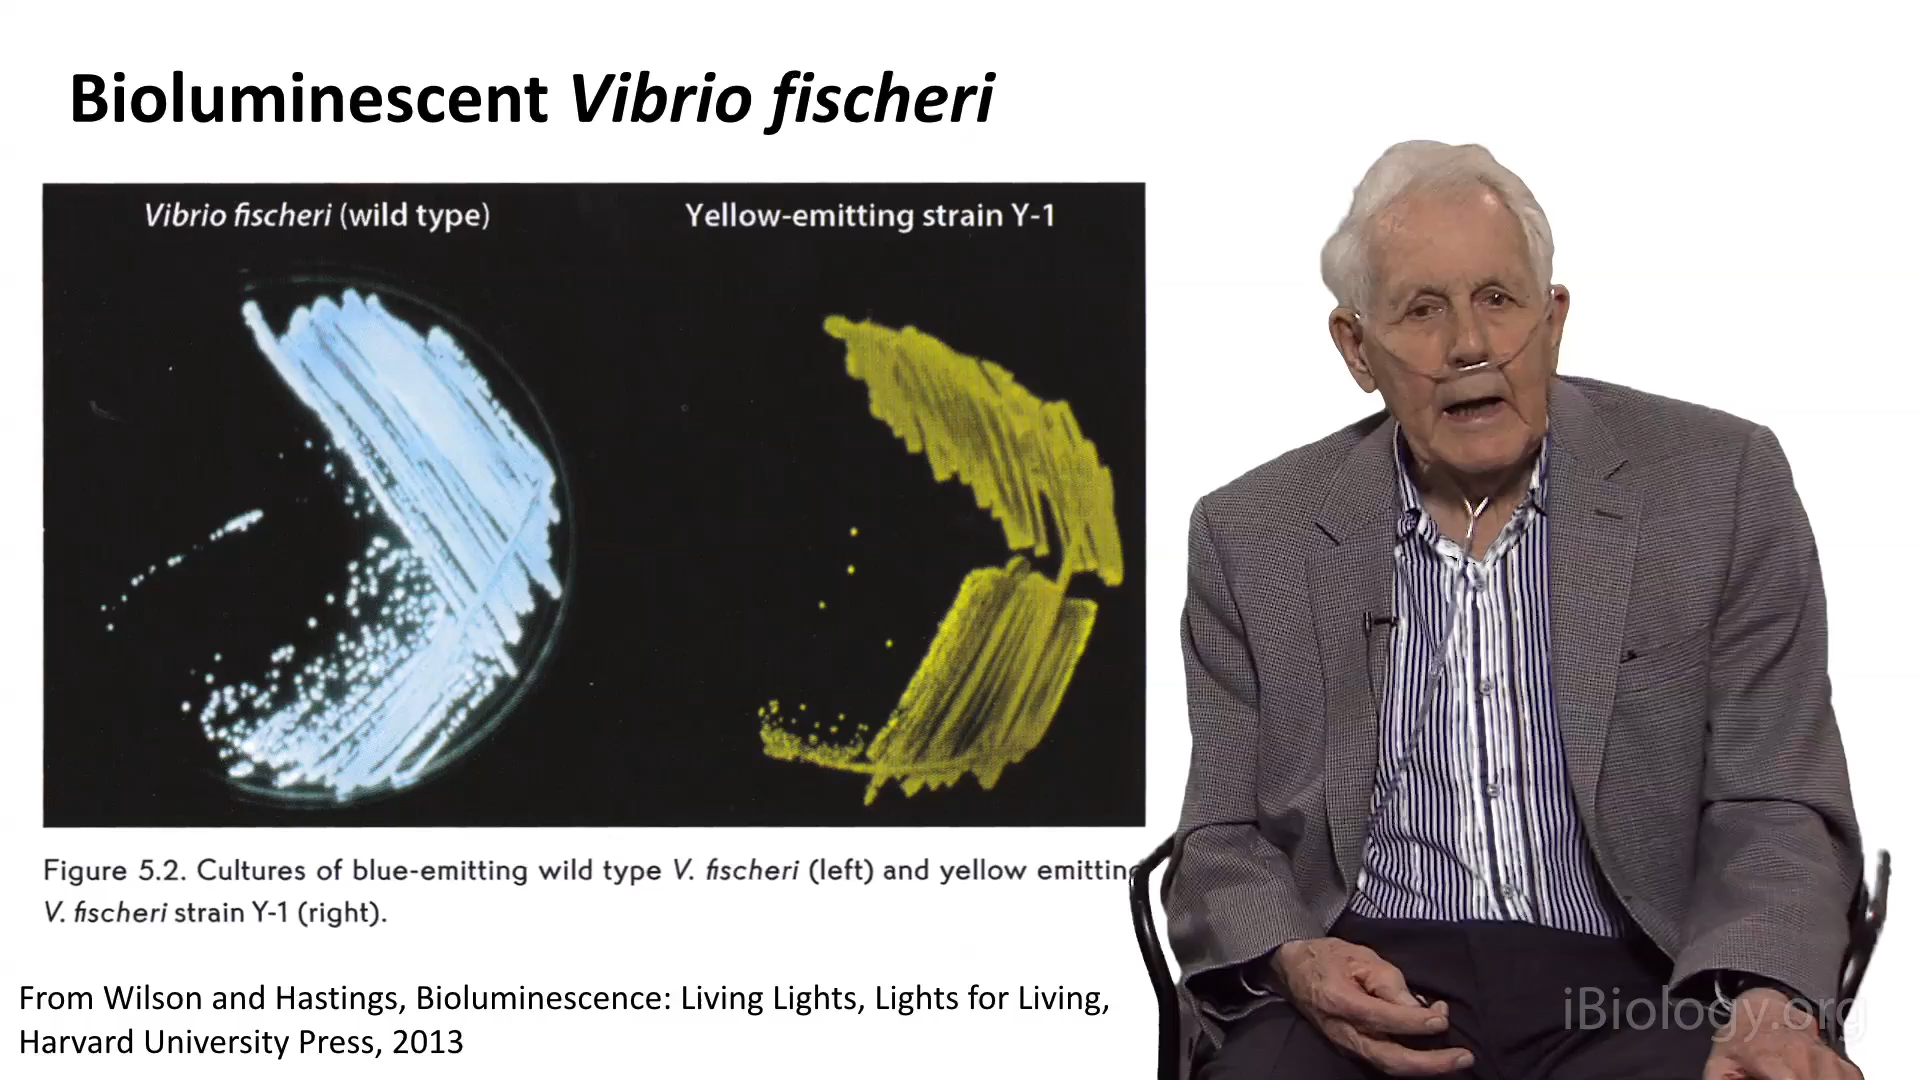 Bioluminescent Vibrio fischeri
Vibrio fischeri (wild type)
Yellow-emitting strain Y-1
Figure 5.2. Cultures of blue-emitting wild type V. fischeri (left) and yellow emitting
V. fischeri strain Y-1 (right).
From Wilson and Hastings, Bioluminescence: Living Lights, Lights for Living,
Harvard University Press, 2013
iBiology.org